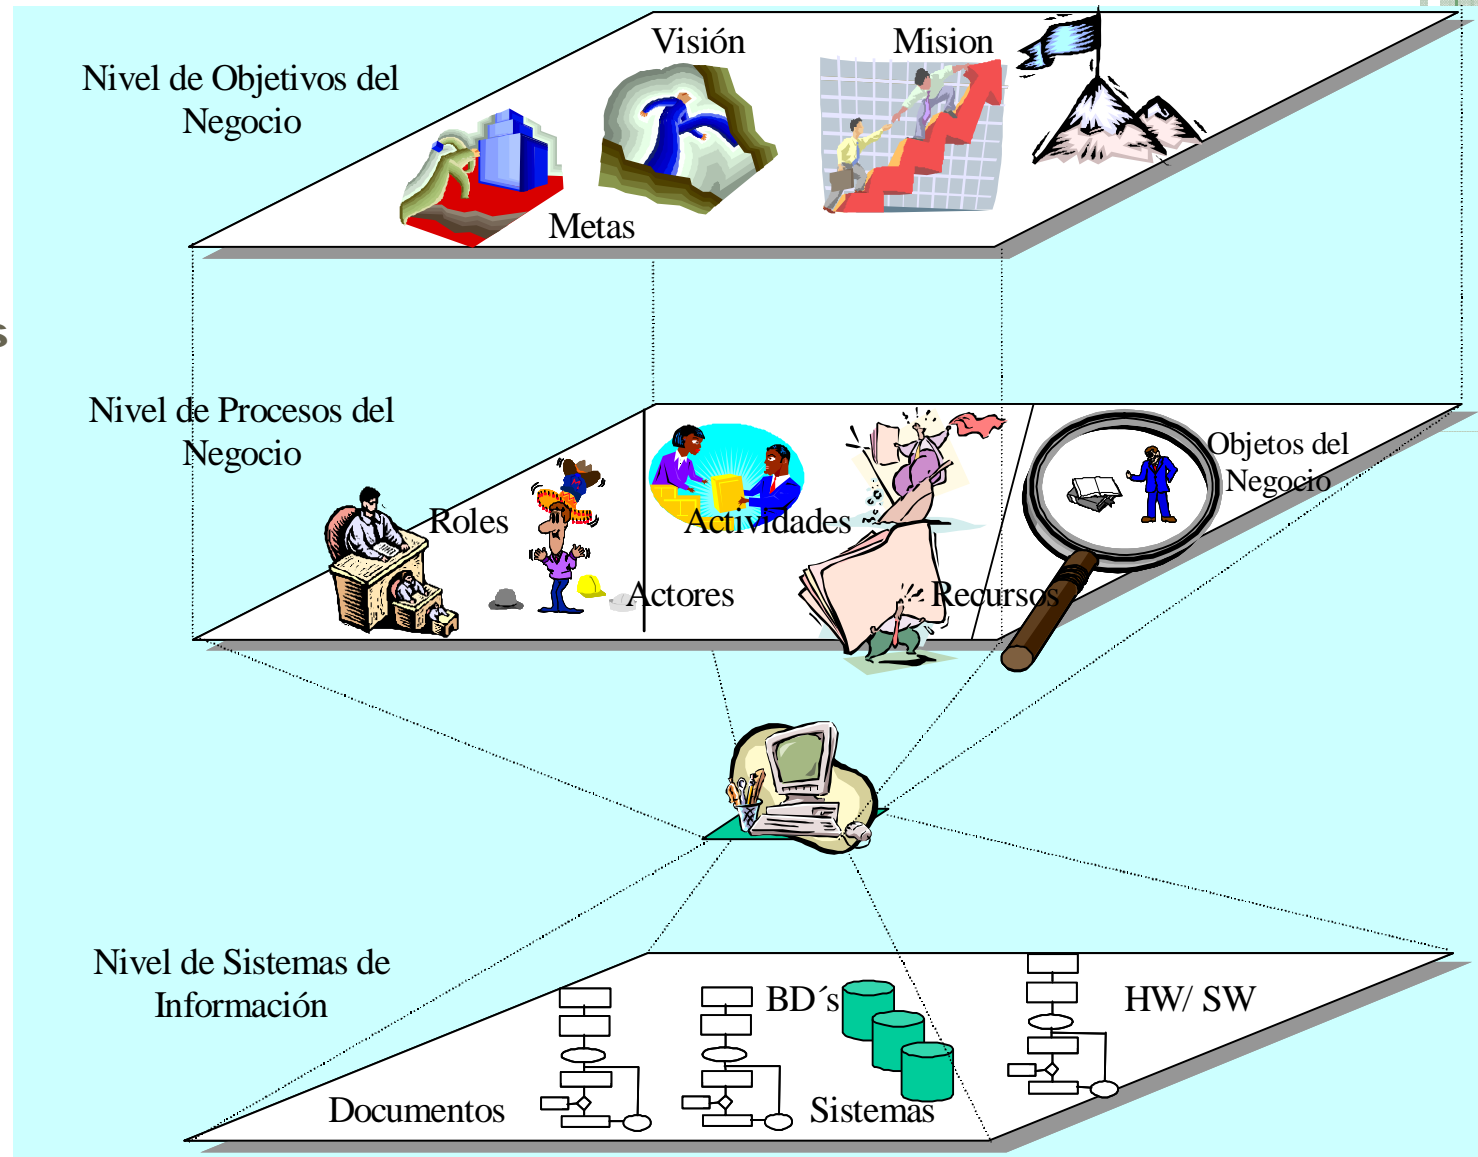 Visión
Mision
Nivel de Objetivos del
Negocio
Metas
s
Nivel de Procesos del
Negocio
Objetos del
Negocio
Roles
Actividades
Actores
Recursos
Nivel de Sistemas de
Información
BD´s
HW/ SW
Documentos
Sistemas